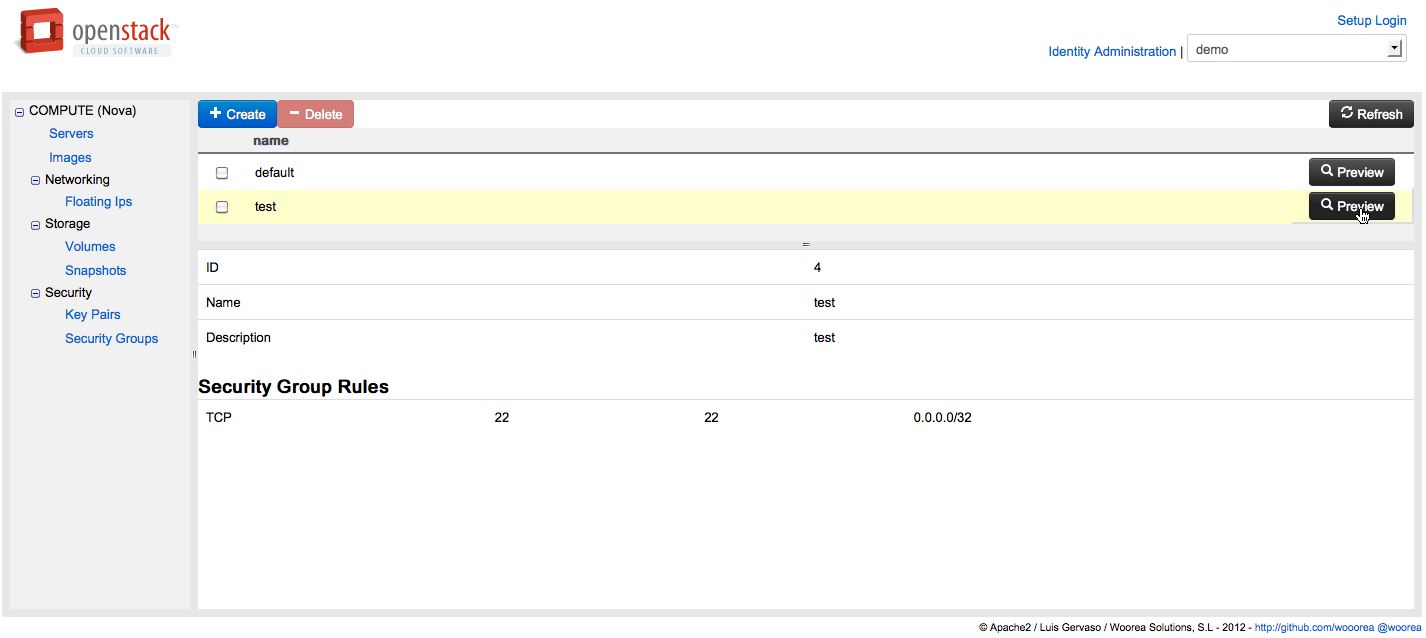 openstack™
CLOUD SOFTWARE
Setup Login
Identity Administration | demo
COMPUTE (Nova)
Servers
Images
Networking
Floating Ips
Storage
Volumes
Snapshots
Security
Key Pairs
Security Groups
Create Delete Refresh
name
default Preview
test Preview
ID 4
Name test
Description test
Security Group Rules
TCP 22 22 0.0.0.0/32
© Apache2 / Luis Gervaso / Woorea Solutions, S.L - 2012 - http://github.com/wooorea @woorea